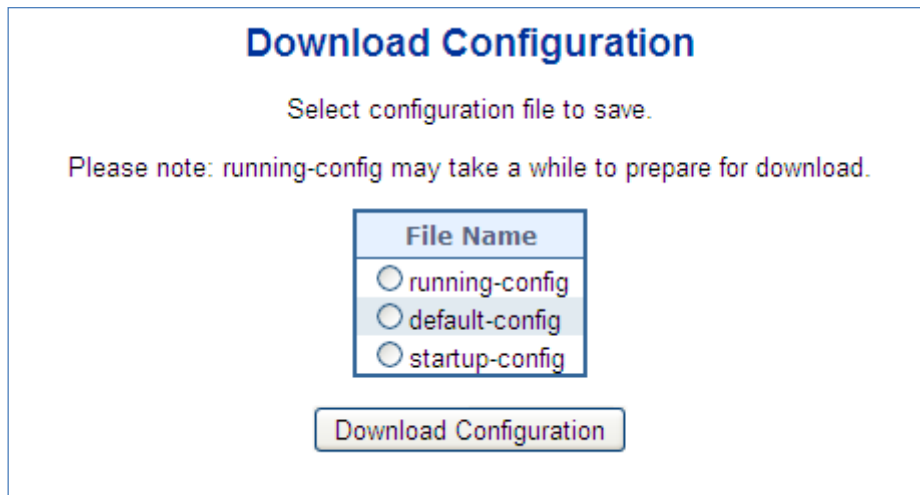 Download Configuration
Select configuration file to save.
Please note: running-config may take a while to prepare for download.
File Name
running-config
default-config
startup-config
Download Configuration